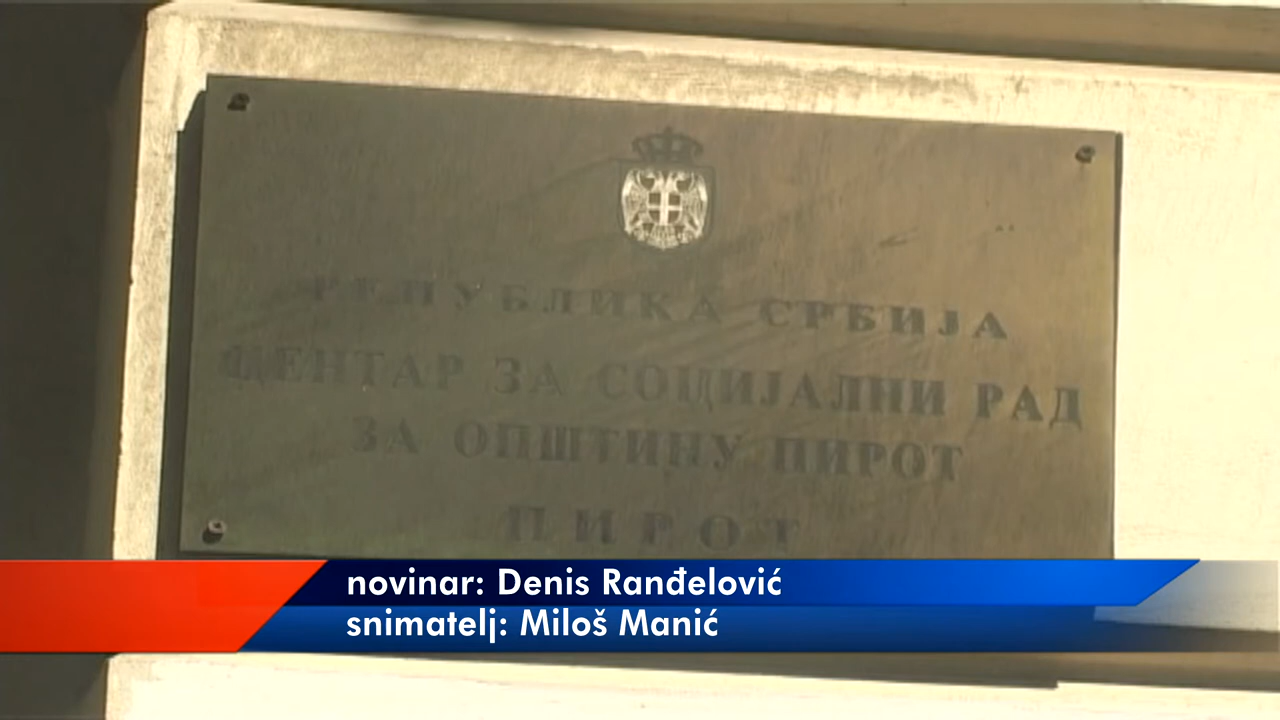 РЕПУБЛИКА СРБИЈА
ЦЕНТАР ЗА СОЦИЈАЛНИ РАД
ЗА ОПШТИНУ ПИРОТ
ПИРОТ
novinar: Denis Ranđelović
snimatelj: Miloš Manić